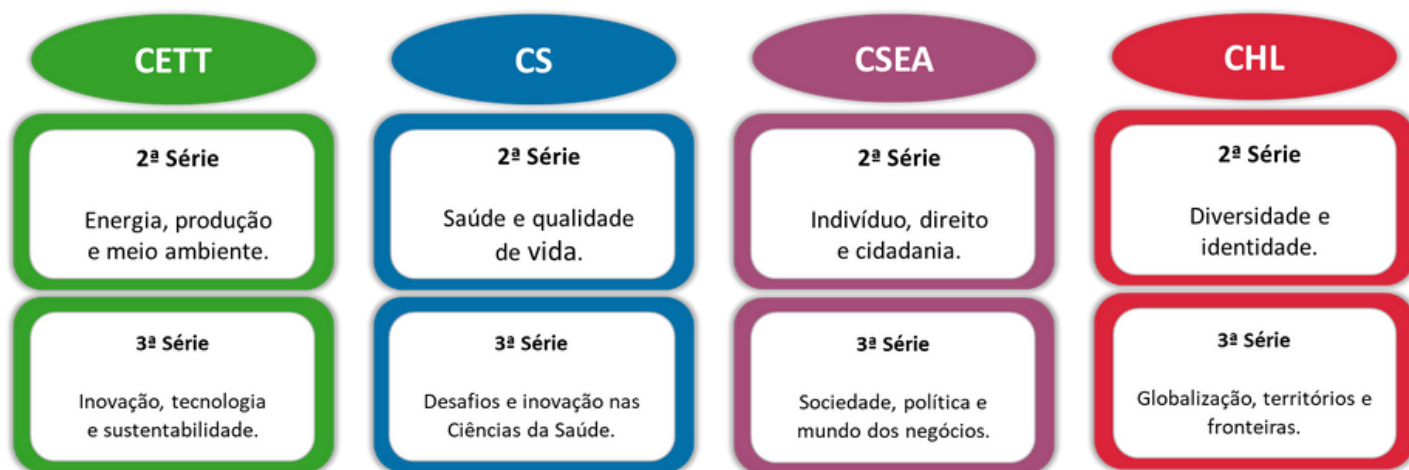 CETT
2ª Série
Energia, produção
e meio ambiente.
3ª Série
Inovação, tecnologia
e sustentabilidade.
CS
2ª Série
Saúde e qualidade
de vida.
3ª Série
Desafios e inovação nas
Ciências da Saúde.
CSEA
2ª Série
Indivíduo, direito
e cidadania.
3ª Série
Sociedade, política e
mundo dos negócios.
CHL
2ª Série
Diversidade e
identidade.
3ª Série
Globalização, territórios e
fronteiras.